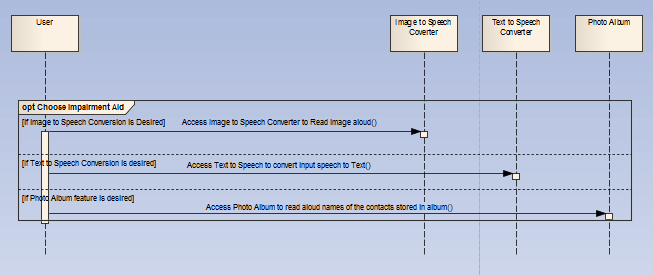 User
Image to Speech
Coverter
Text to Speech
Converter
Photo Album
opt Choose Impairment Aid
[if Image to Speech Conversion is Desired]
Access Image to Speech Converter to Read Image aloud()
[if Text to Speech Conversion is desired]
Access Text to Speech to convert input speech to Text()
[if Photo Album feature is desired]
Access Photo Album to read aloud names of the contacts stored in album()